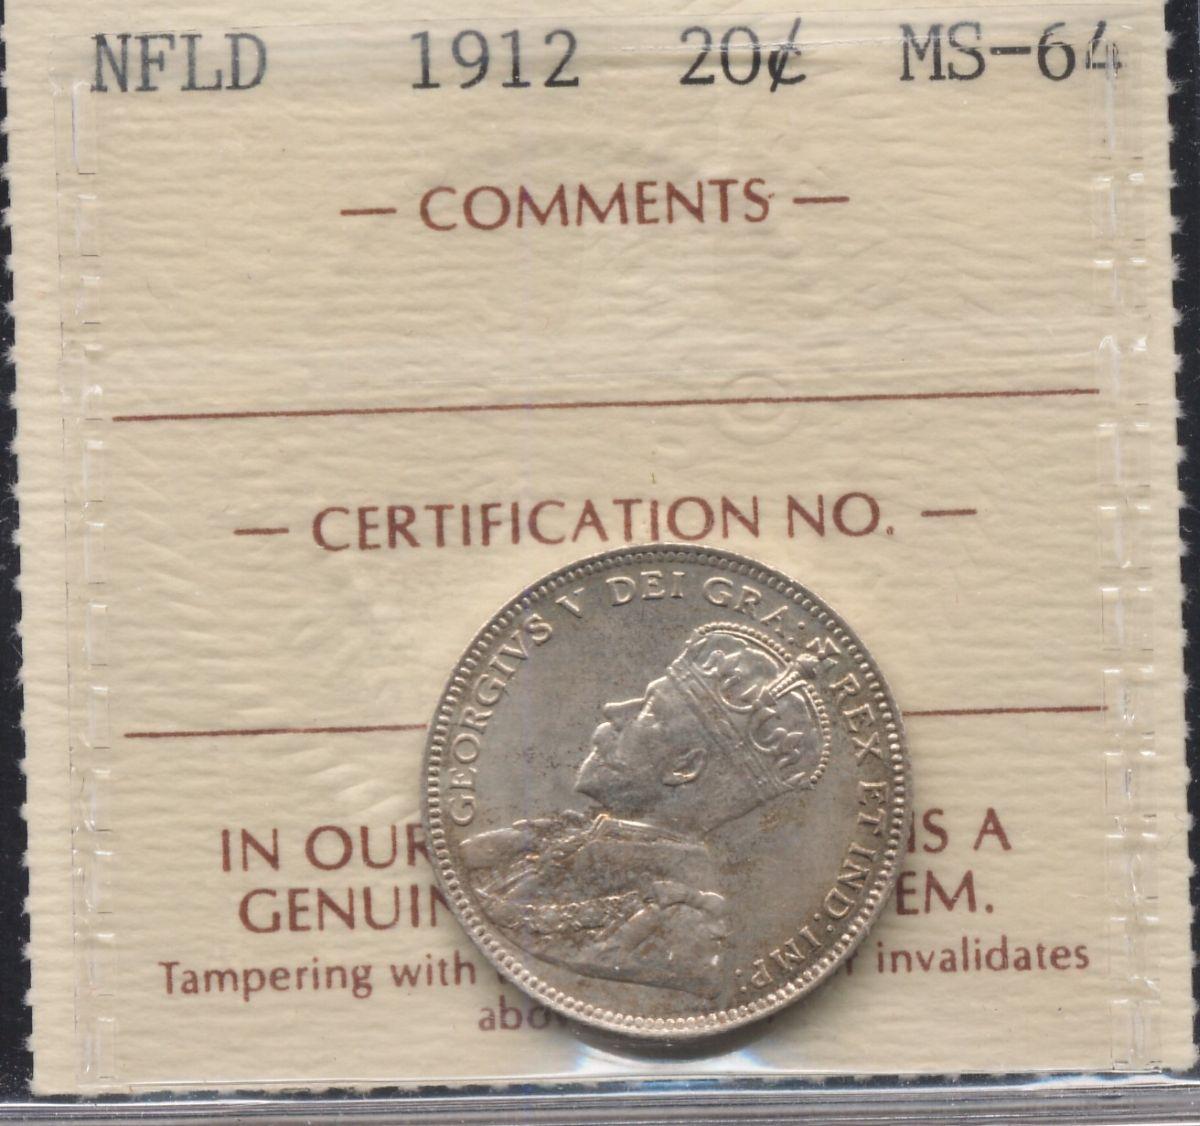 NFLD 1912 20¢ MS-64
— COMMENTS —
— CERTIFICATION NO. —
GEORGIVS V DEI GRA: REX ET IND: IMP:
IN OUR IS A
GENUIN EM.
Tampering with invalidates
abo